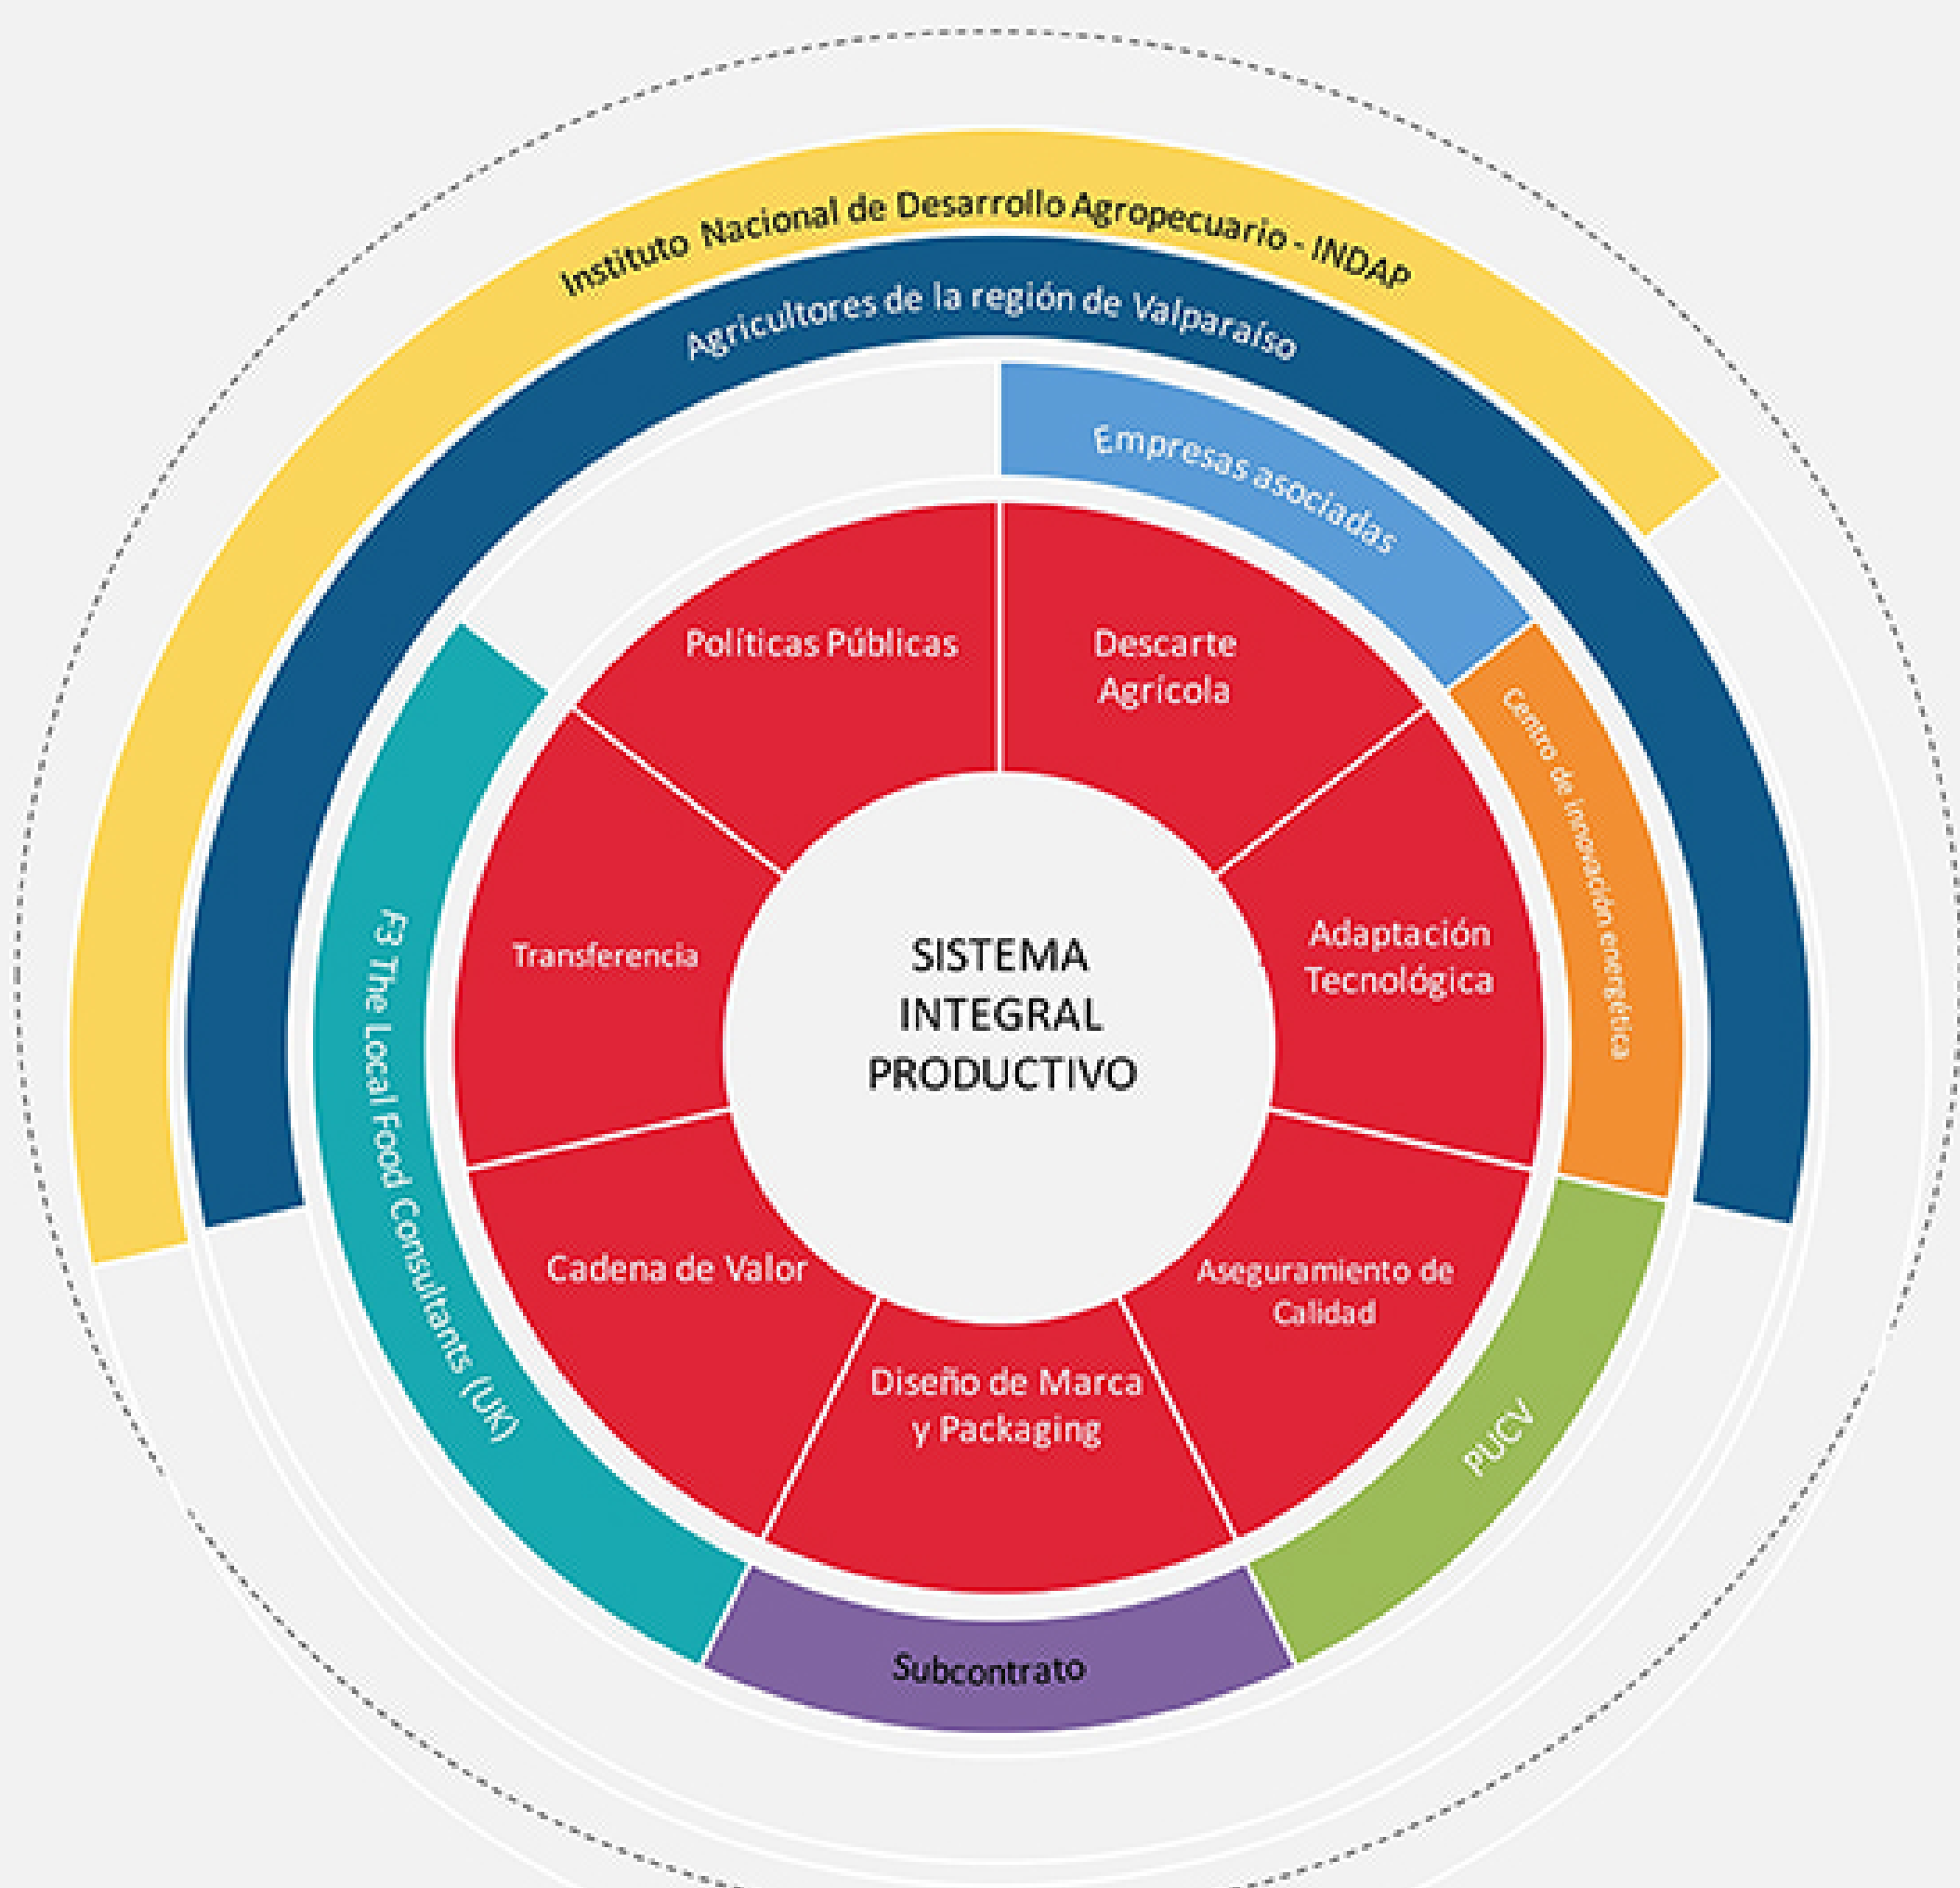 Instituto Nacional de Desarrollo Agropecuario - INDAP
Agricultores de la región de Valparaíso
Empresas asociadas
Centro de innovación energética
PUCV
Subcontrato
F3 The Local Food Consultants (UK)
Políticas Públicas
Descarte
Agrícola
Adaptación
Tecnológica
Aseguramiento de
Calidad
Diseño de Marca
y Packaging
Cadena de Valor
Transferencia
SISTEMA
INTEGRAL
PRODUCTIVO